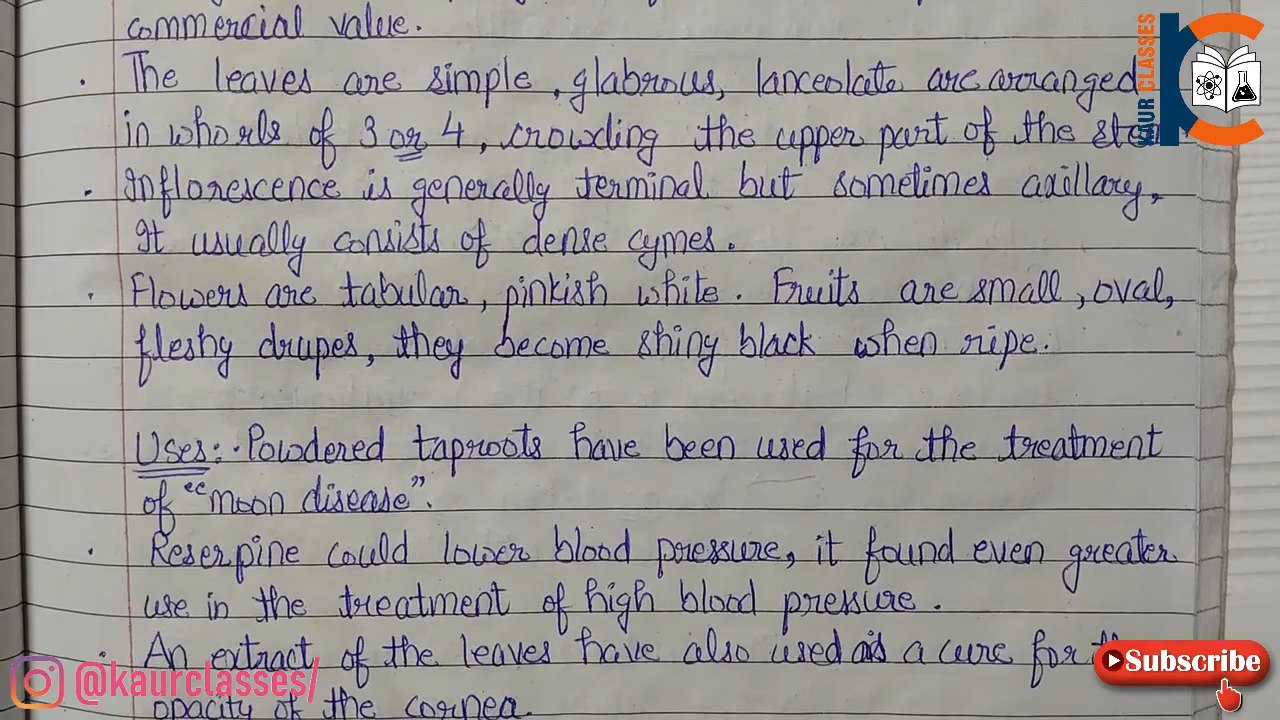 commercial value.
. The leaves are simple, glabrous, lanceolate are arranged
in whorls of 3 or 4, crowding the upper part of the
. Inflorescence is generally terminal but sometimes axillary,
It usually consists of dense cymes.
. Flowers are tabular, pinkish white. Fruits are small, oval,
fleshy drupes, they become shiny black when ripe.
Uses: . Powdered taproots have been used for the treatment
of "moon disease".
. Reserpine could lower blood pressure, it found even greater
use in the treatment of high blood pressure.
. An extract of the leaves have also used as a cure for
opacity of the cornea.
KAUR CLASSES
@kaurclasses/
Subscribe